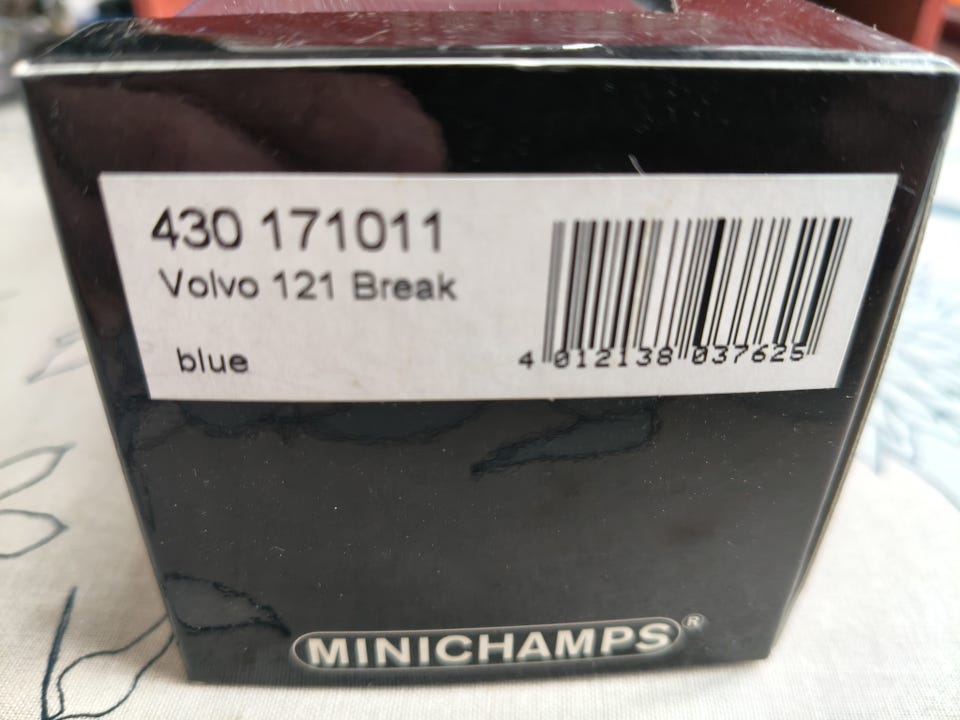 430 171011
Volvo 121 Break
blue
4 012138 037625
MINICHAMPS®